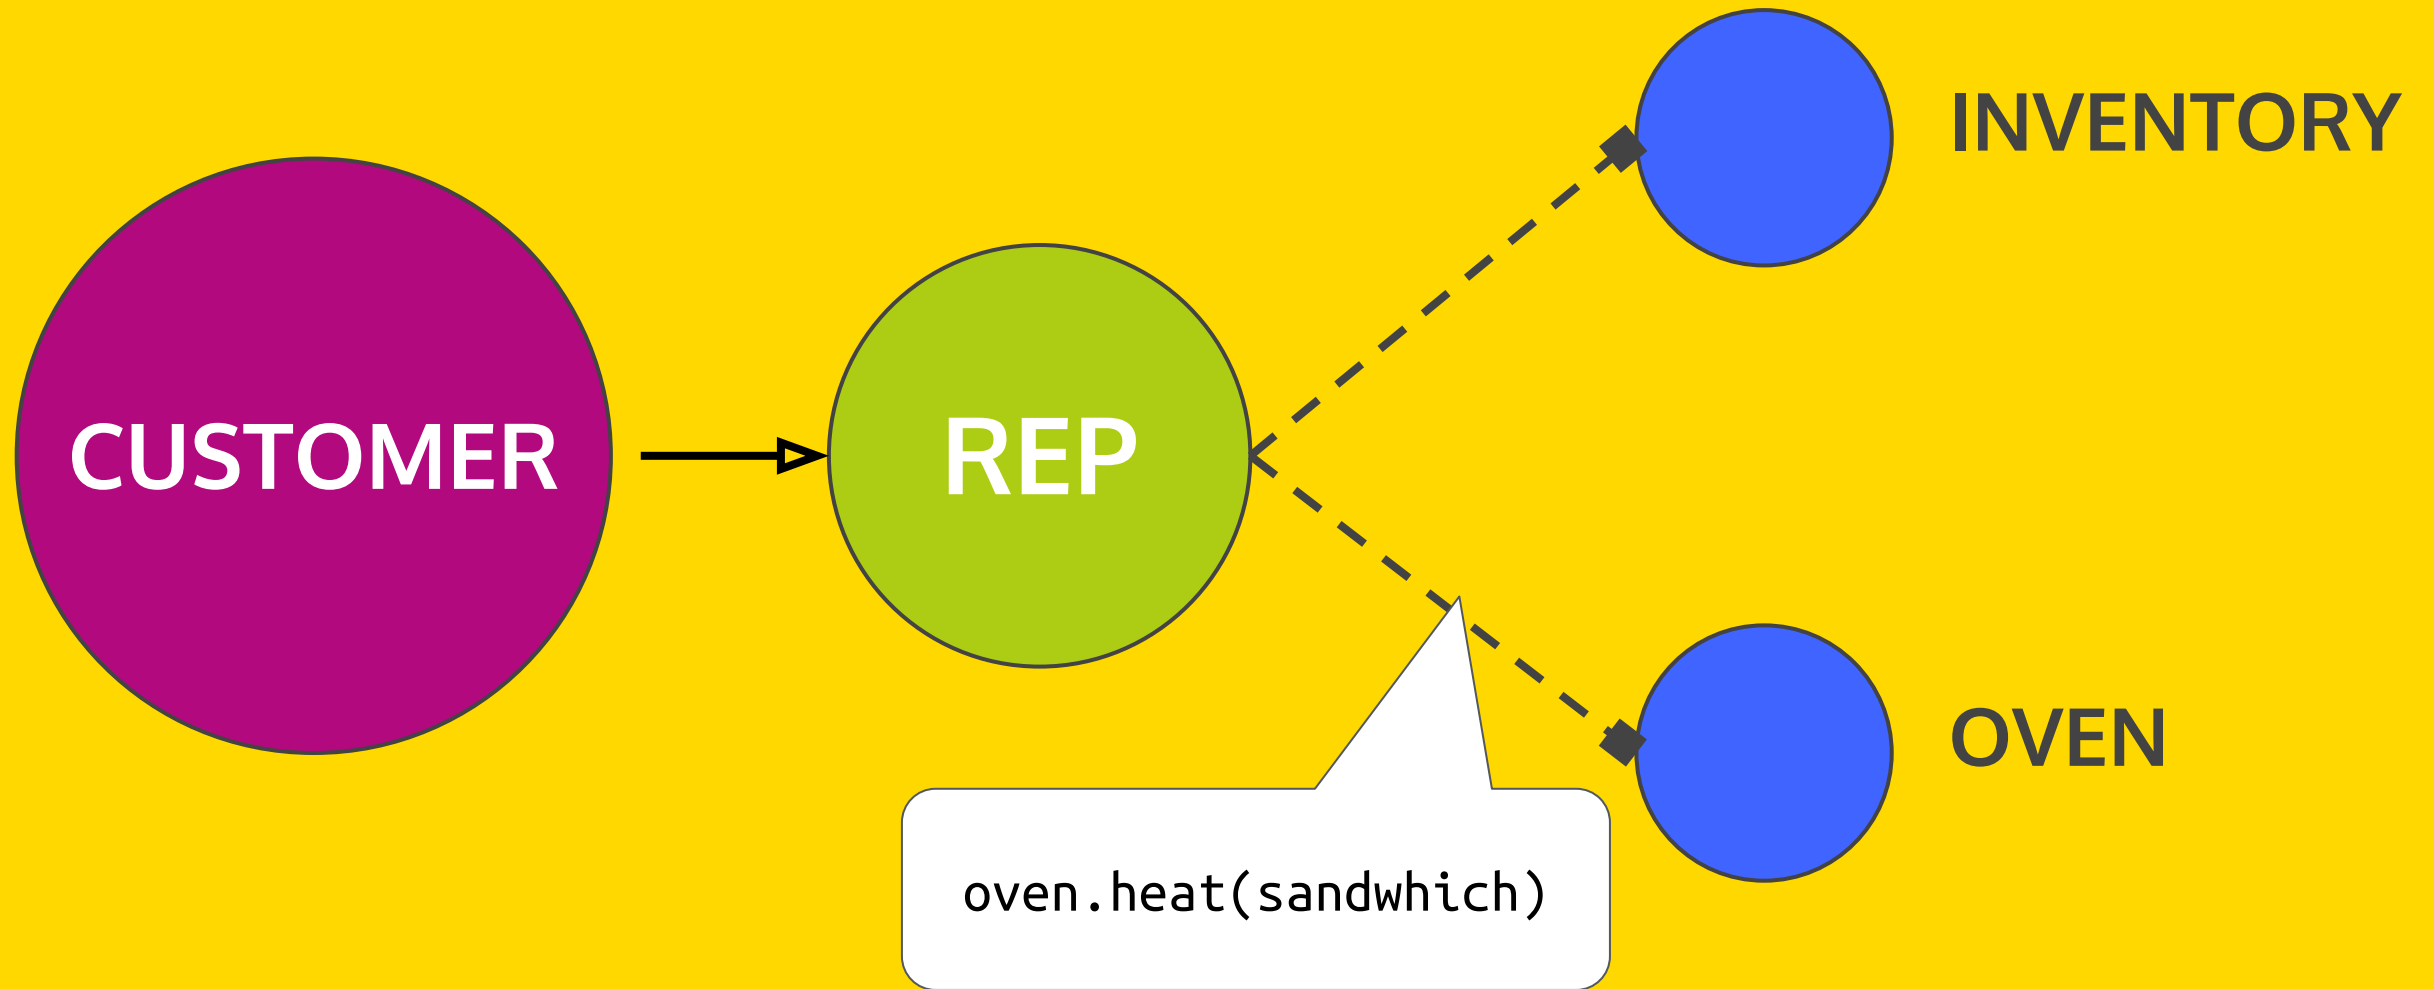 INVENTORY
CUSTOMER
REP
OVEN
oven.heat(sandwhich)